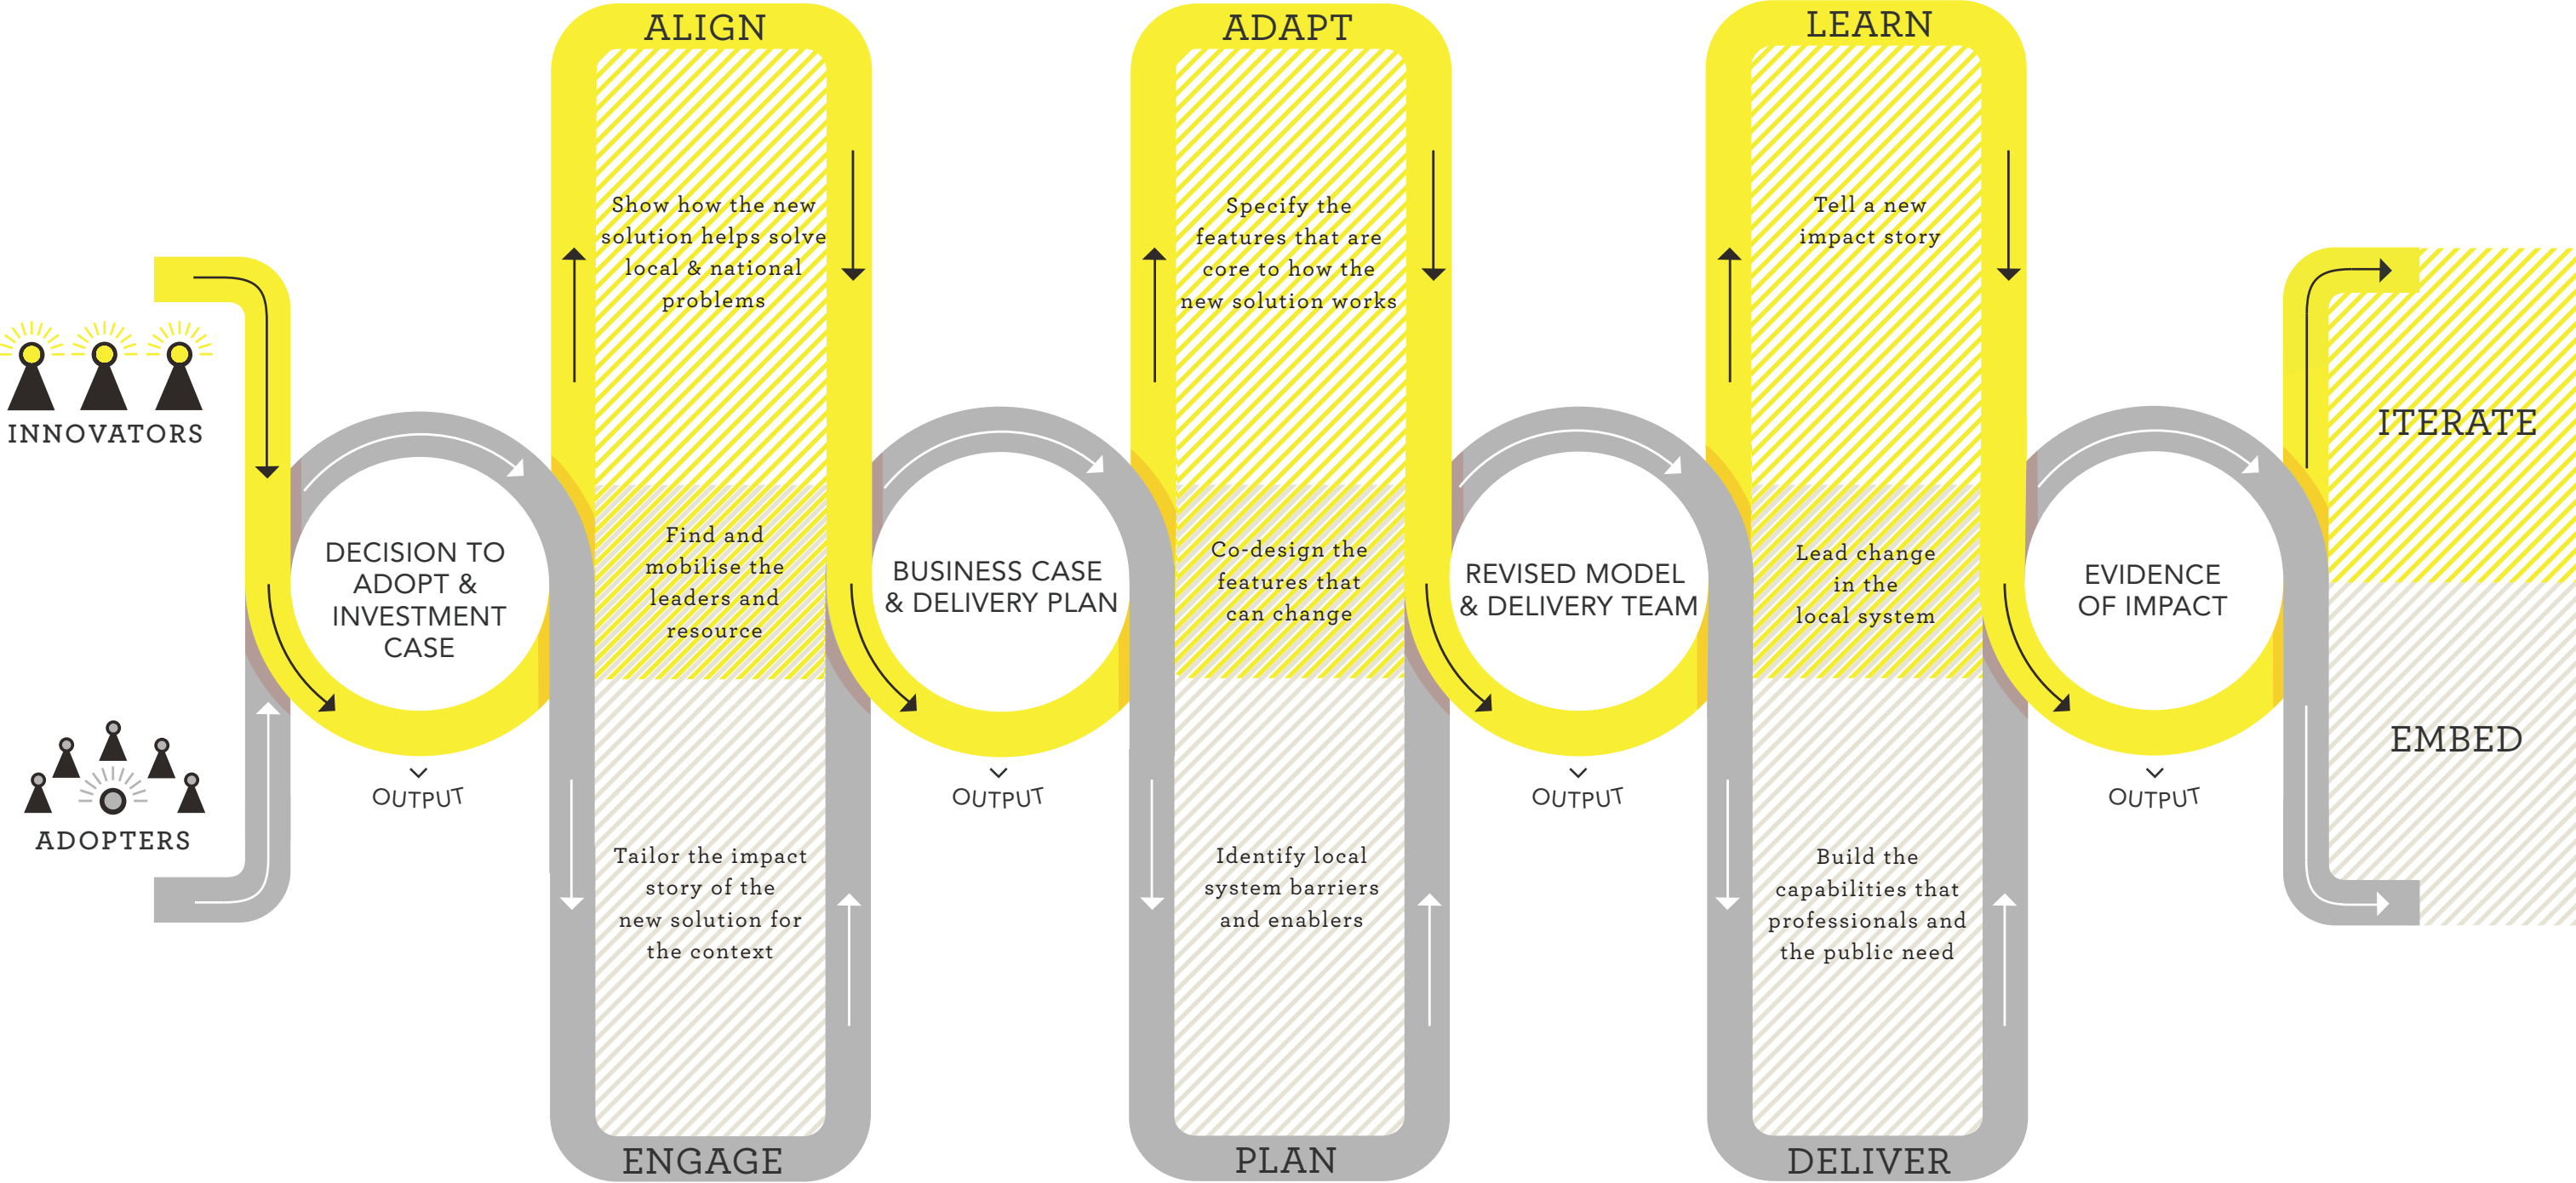 INNOVATORS
ADOPTERS
DECISION TO
ADOPT &
INVESTMENT
CASE
OUTPUT
ALIGN
Show how the new
solution helps solve
local & national
problems
Find and
mobilise the
leaders and
resource
Tailor the impact
story of the
new solution for
the context
ENGAGE
BUSINESS CASE
& DELIVERY PLAN
OUTPUT
ADAPT
Specify the
features that are
core to how the
new solution works
Co-design the
features that
can change
Identify local
system barriers
and enablers
PLAN
REVISED MODEL
& DELIVERY TEAM
OUTPUT
LEARN
Tell a new
impact story
Lead change
in the
local system
Build the
capabilities that
professionals and
the public need
DELIVER
EVIDENCE
OF IMPACT
OUTPUT
ITERATE
EMBED